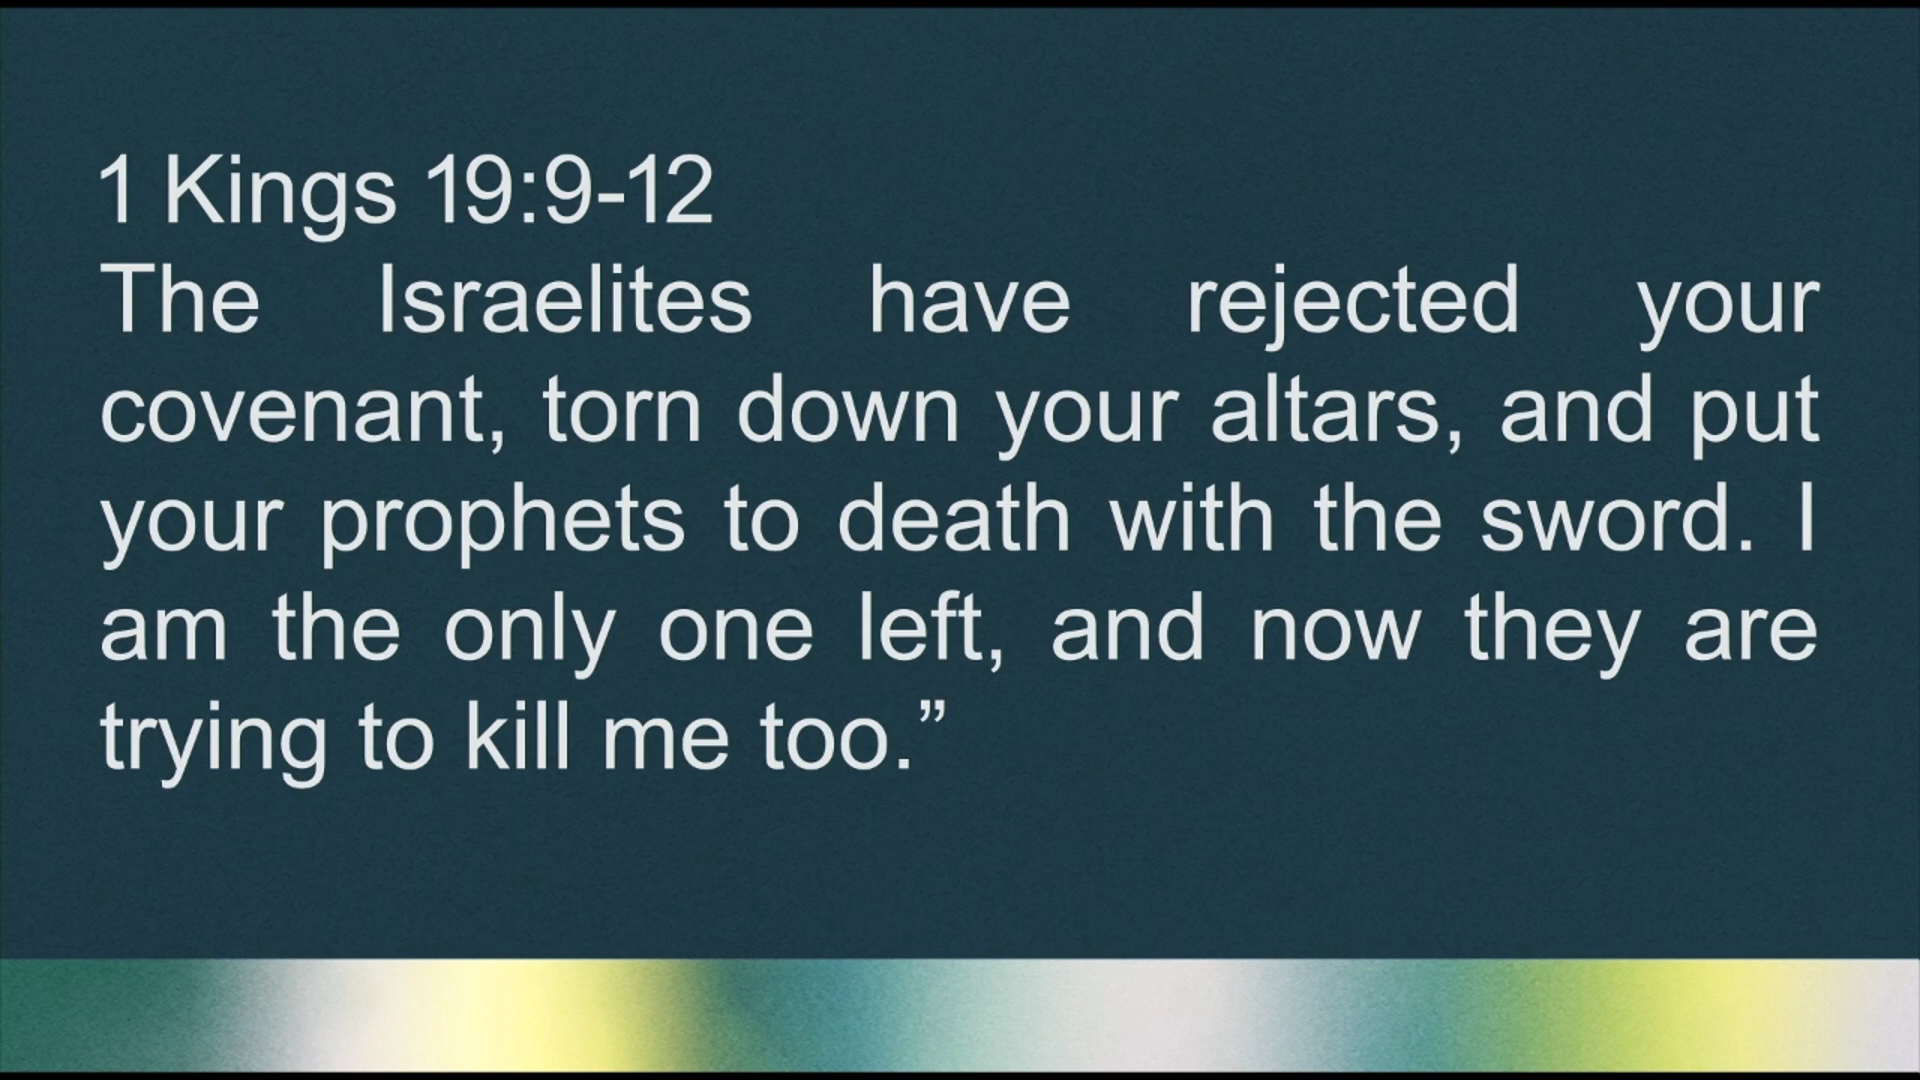 1 Kings 19:9-12
The Israelites have rejected your
covenant, torn down your altars, and put
your prophets to death with the sword. I
am the only one left, and now they are
trying to kill me too.”